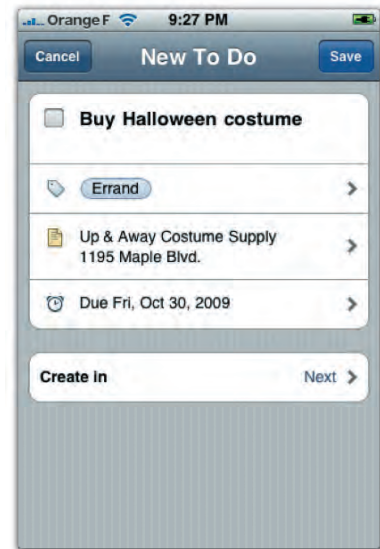 Orange F 9:27 PM
Cancel New To Do Save
Buy Halloween costume
Errand
Up & Away Costume Supply
1195 Maple Blvd.
Due Fri, Oct 30, 2009
Create in Next